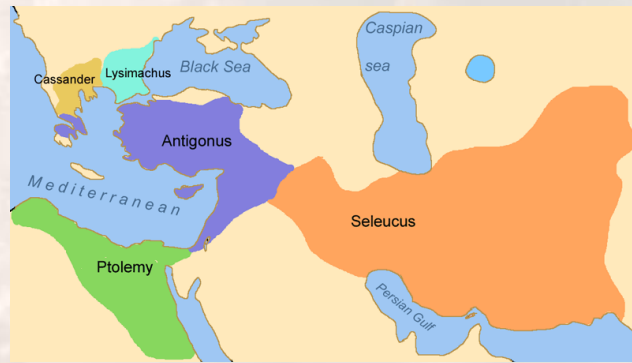 Caspian
sea
Black Sea
Cassander
Lysimachus
Antigonus
Mediterranean
Seleucus
Ptolemy
Persian Gulf